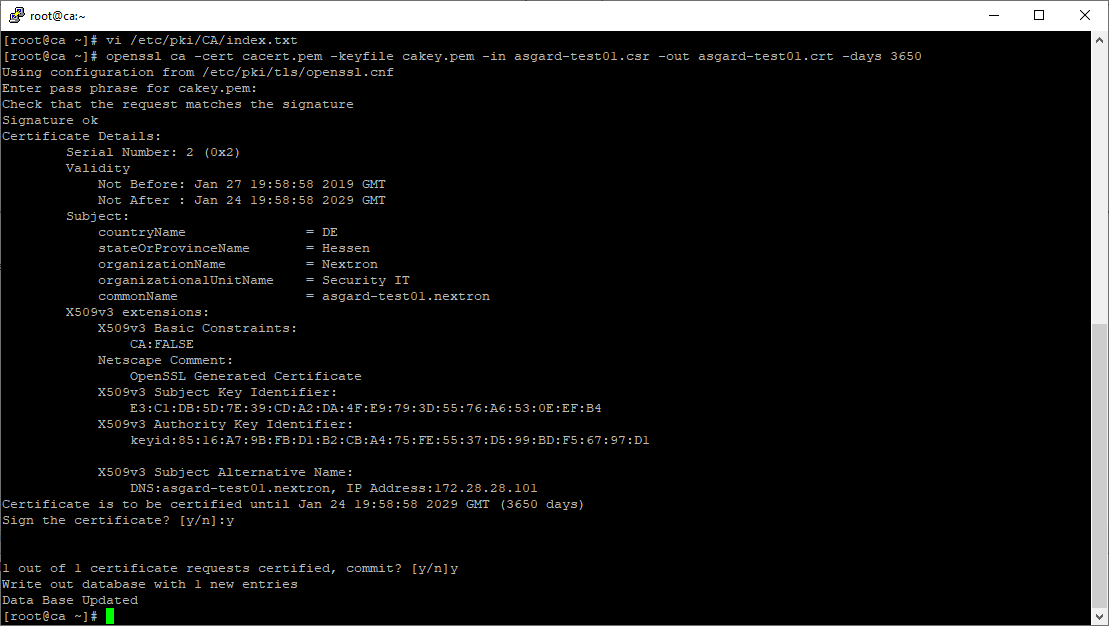 root@ca:~
[root@ca ~]# vi /etc/pki/CA/index.txt
[root@ca ~]# openssl ca -cert cacert.pem -keyfile cakey.pem -in asgard-test01.csr -out asgard-test01.crt -days 3650
Using configuration from /etc/pki/tls/openssl.cnf
Enter pass phrase for cakey.pem:
Check that the request matches the signature
Signature ok
Certificate Details:
        Serial Number: 2 (0x2)
        Validity
            Not Before: Jan 27 19:58:58 2019 GMT
            Not After : Jan 24 19:58:58 2029 GMT
        Subject:
            countryName               = DE
            stateOrProvinceName       = Hessen
            organizationName          = Nextron
            organizationalUnitName    = Security IT
            commonName                = asgard-test01.nextron
        X509v3 extensions:
            X509v3 Basic Constraints:
                CA:FALSE
            Netscape Comment:
                OpenSSL Generated Certificate
            X509v3 Subject Key Identifier:
                E3:C1:DB:5D:7E:39:CD:A2:DA:4F:E9:79:3D:55:76:A6:53:0E:EF:B4
            X509v3 Authority Key Identifier:
                keyid:85:16:A7:9B:FB:D1:B2:CB:A4:75:FE:55:37:D5:99:BD:F5:67:97:D1
            X509v3 Subject Alternative Name:
                DNS:asgard-test01.nextron, IP Address:172.28.28.101
Certificate is to be certified until Jan 24 19:58:58 2029 GMT (3650 days)
Sign the certificate? [y/n]:y
1 out of 1 certificate requests certified, commit? [y/n]y
Write out database with 1 new entries
Data Base Updated
[root@ca ~]#